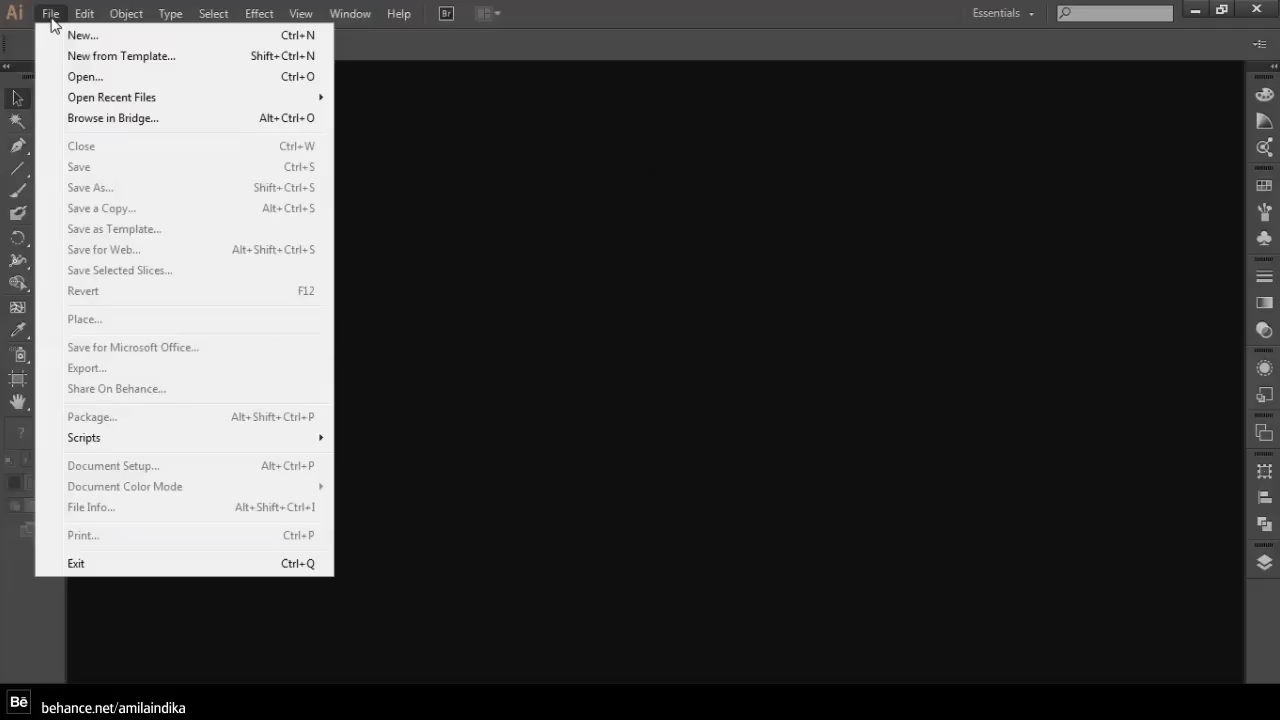 Ai File Edit Object Type Select Effect View Window Help Br Essentials
New... Ctrl+N
New from Template... Shift+Ctrl+N
Open... Ctrl+O
Open Recent Files
Browse in Bridge... Alt+Ctrl+O
Close Ctrl+W
Save Ctrl+S
Save As... Shift+Ctrl+S
Save a Copy... Alt+Ctrl+S
Save as Template...
Save for Web... Alt+Shift+Ctrl+S
Save Selected Slices...
Revert F12
Place...
Save for Microsoft Office...
Export...
Share On Behance...
Package... Alt+Shift+Ctrl+P
Scripts
Document Setup... Alt+Ctrl+P
Document Color Mode
File Info... Alt+Shift+Ctrl+I
Print... Ctrl+P
Exit Ctrl+Q
?
Bē behance.net/amilaindika